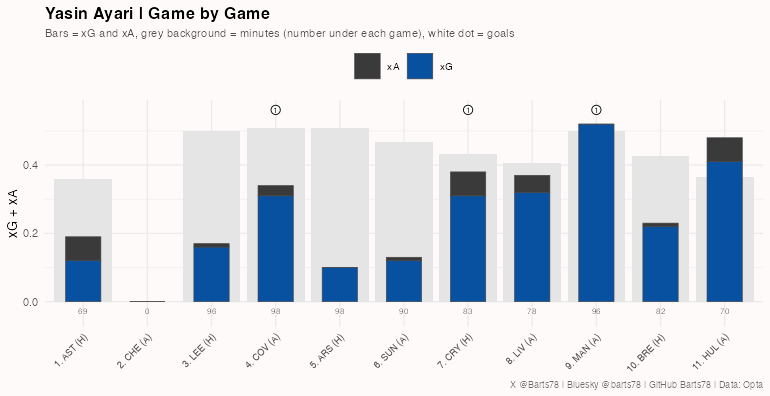 Yasin Ayari | Game by Game
Bars = xG and xA, grey background = minutes (number under each game), white dot = goals
xA xG
1 1 1
xG + xA
0.4
0.2
0.0
69 0 96 98 98 90 83 78 96 82 70
1. AST (H) 2. CHE (A) 3. LEE (H) 4. COV (A) 5. ARS (H) 6. SUN (A) 7. CRY (H) 8. LIV (A) 9. MAN (A) 10. BRE (H) 11. HUL (A)
X @Barts78 | Bluesky @barts78 | GitHub Barts78 | Data: Opta